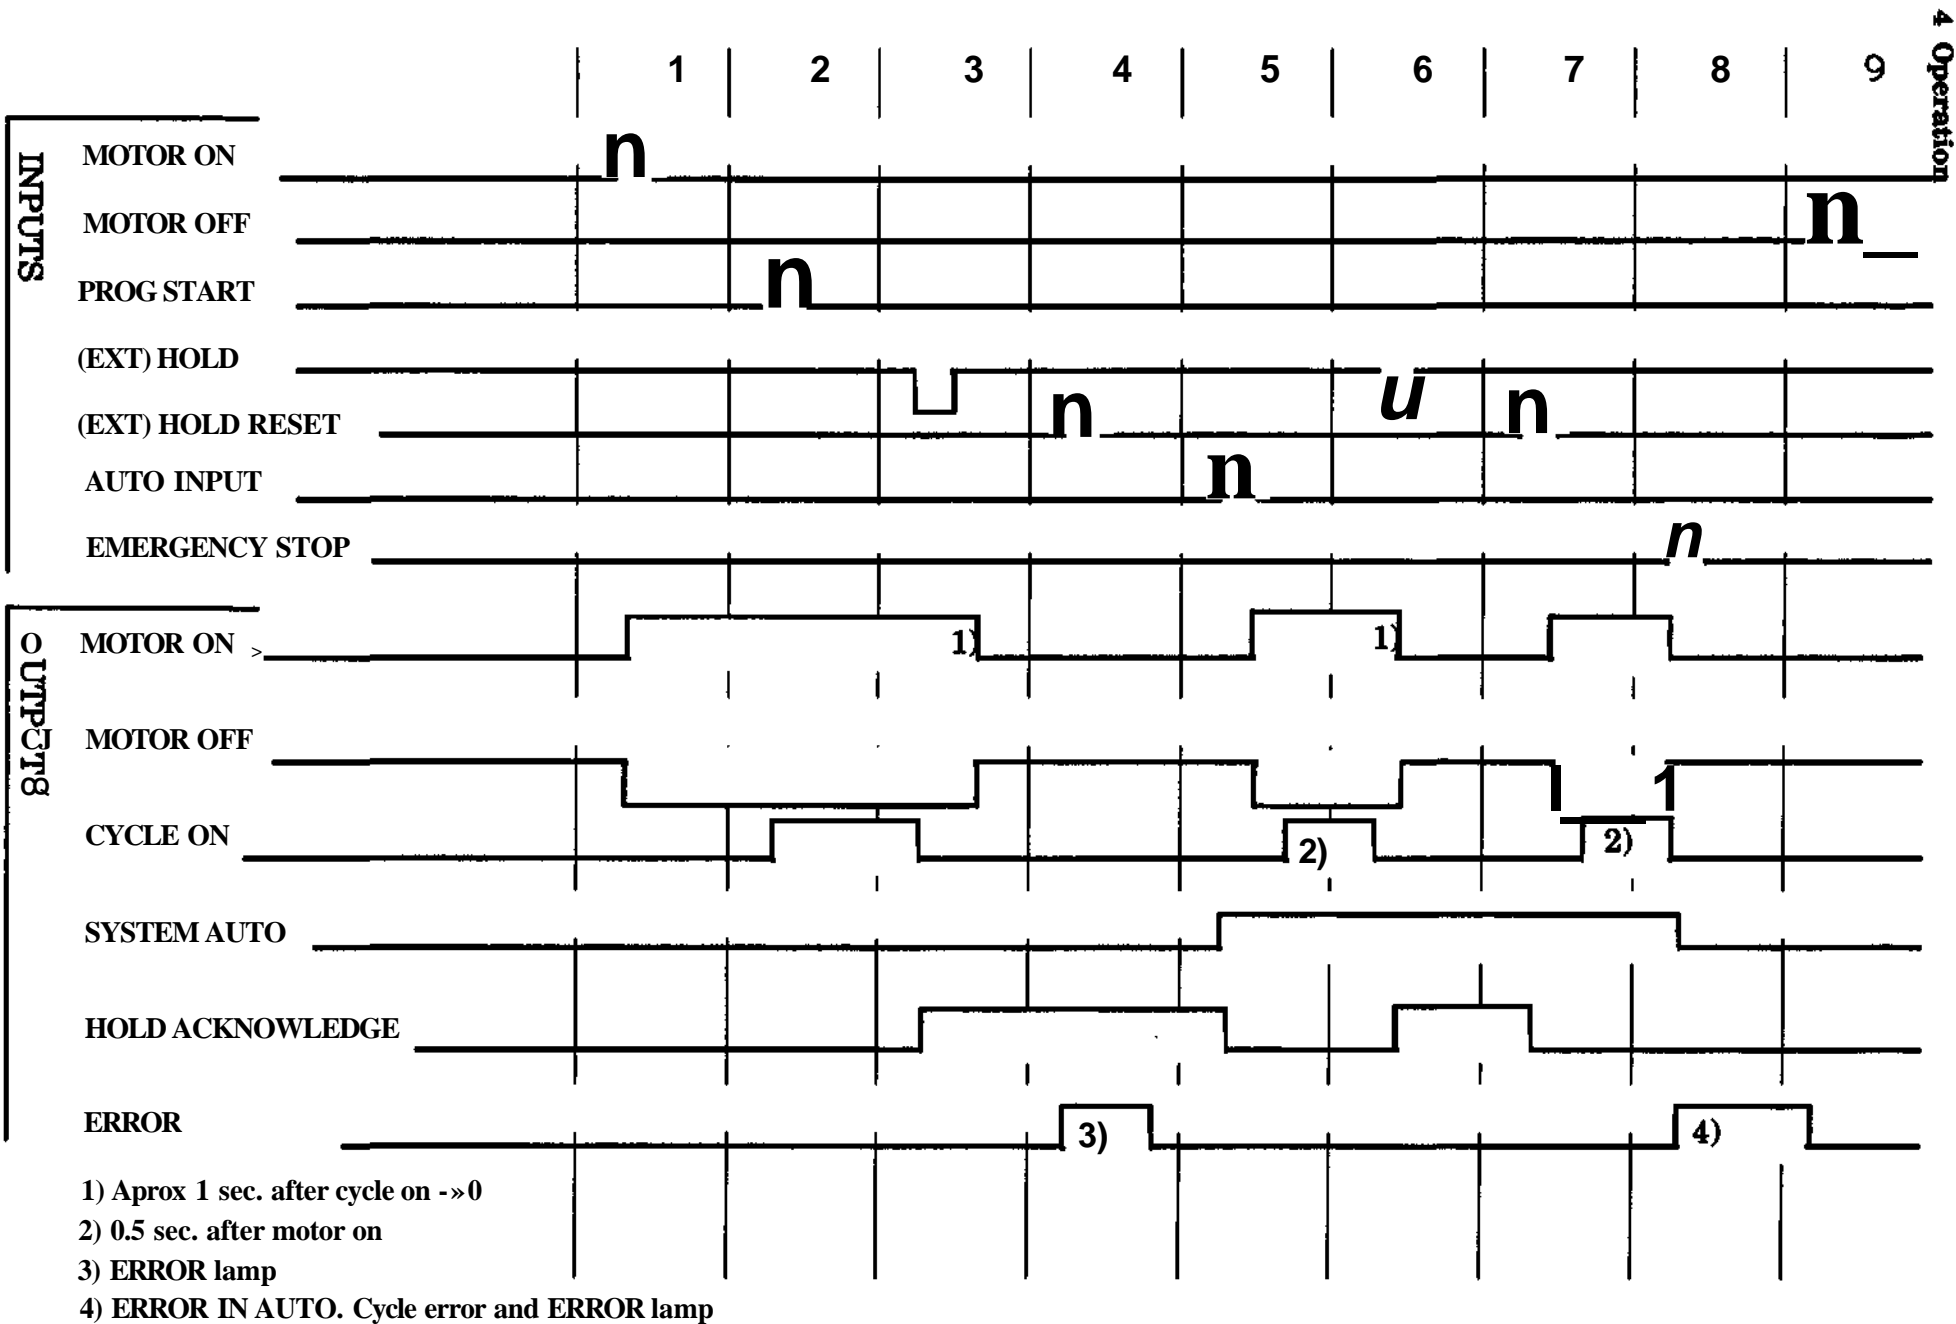 4 Operation
1 2 3 4 5 6 7 8 9
INPUTS
MOTOR ON n
MOTOR OFF n_
PROG START n
(EXT) HOLD u
(EXT) HOLD RESET n n
AUTO INPUT n
EMERGENCY STOP n
OUTPUTS
MOTOR ON > 1) 1)
MOTOR OFF 1
CYCLE ON 2) 2)
SYSTEM AUTO
HOLD ACKNOWLEDGE
ERROR 3) 4)
1) Aprox 1 sec. after cycle on -»0
2) 0.5 sec. after motor on
3) ERROR lamp
4) ERROR IN AUTO. Cycle error and ERROR lamp